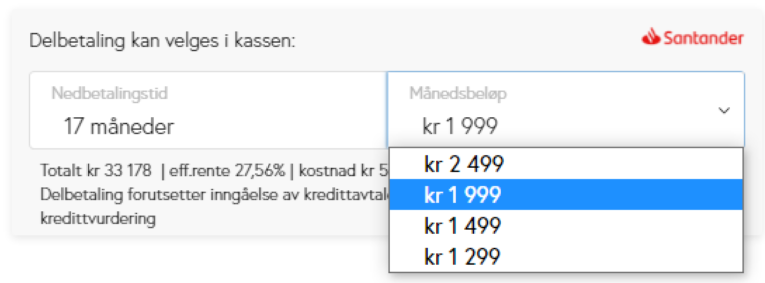 Delbetaling kan velges i kassen:
Santander
Nedbetalingstid
17 måneder
Månedsbeløp
kr 1 999
Totalt kr 33 178 | eff.rente 27,56% | kostnad kr 5
Delbetaling forutsetter inngåelse av kredittavtal
kredittvurdering
kr 2 499
kr 1 999
kr 1 499
kr 1 299